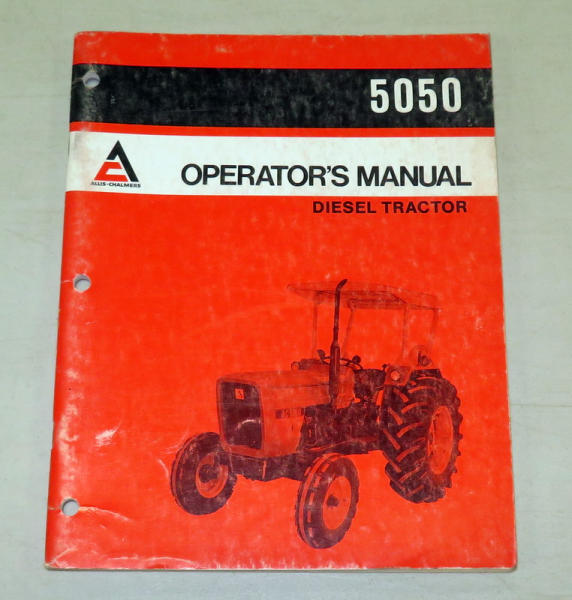 5050
ALLIS-CHALMERS
OPERATOR'S MANUAL
DIESEL TRACTOR